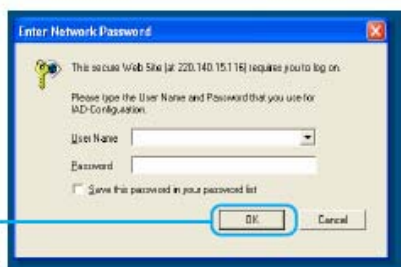 Enter Network Password
This secure Web Site (at 220.140.15.116) requires you to log on.
Please type the User Name and Password that you use for
IAD-Configuration.
User Name
Password
Save this password in your password list
OK
Cancel